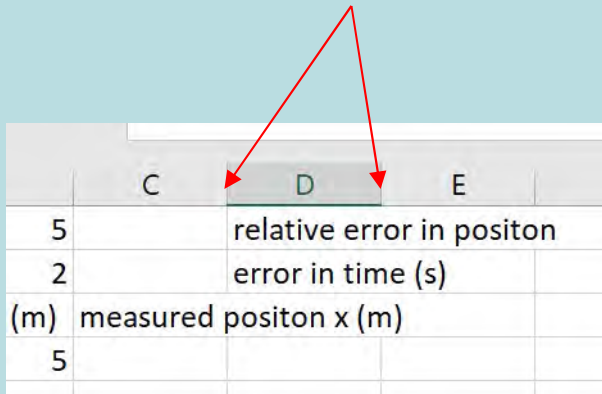 C D E
5 relative error in positon
2 error in time (s)
(m) measured positon x (m)
5